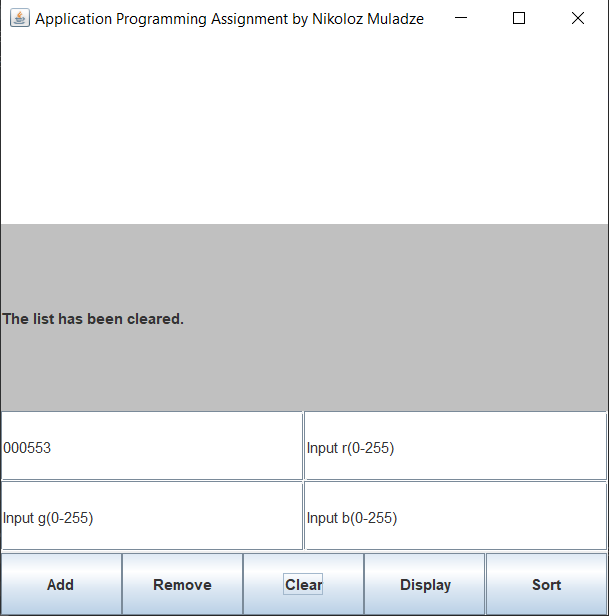 Application Programming Assignment by Nikoloz Muladze
The list has been cleared.
000553
Input r(0-255)
Input g(0-255)
Input b(0-255)
Add
Remove
Clear
Display
Sort